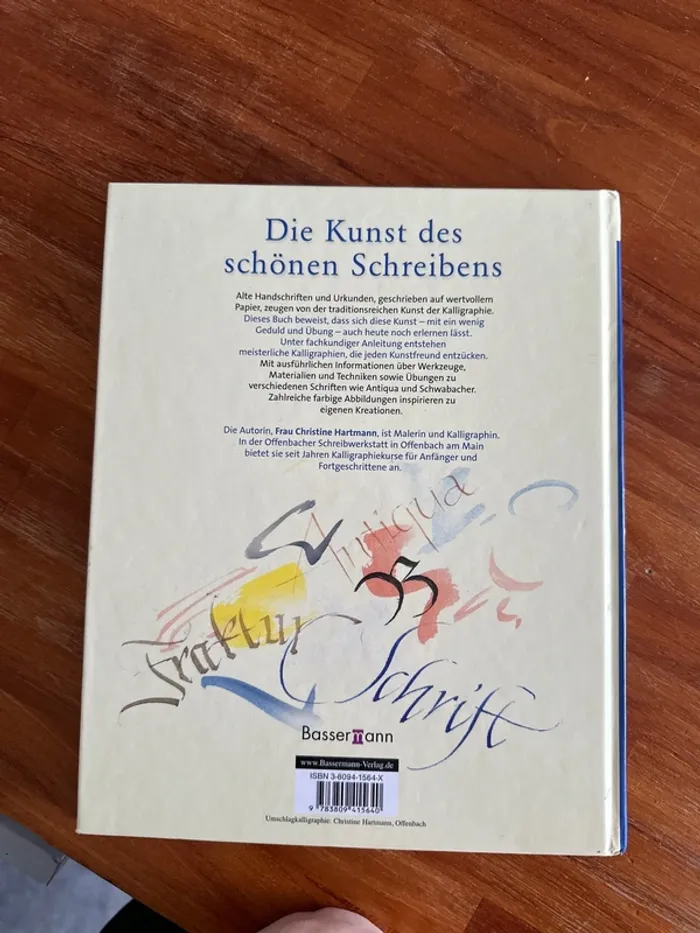 Die Kunst des
schönen Schreibens
Alte Handschriften und Urkunden, geschrieben auf wertvollem
Papier, zeugen von der traditionsreichen Kunst der Kalligraphie.
Dieses Buch beweist, dass sich diese Kunst – mit ein wenig
Geduld und Übung – auch heute noch erlernen lässt.
Unter fachkundiger Anleitung entstehen
meisterliche Kalligraphien, die jeden Kunstfreund entzücken.
Mit ausführlichen Informationen über Werkzeuge,
Materialien und Techniken sowie Übungen zu
verschiedenen Schriften wie Antiqua und Schwabacher.
Zahlreiche farbige Abbildungen inspirieren zu
eigenen Kreationen.
Die Autorin, Frau Christine Hartmann, ist Malerin und Kalligraphin.
In der Offenbacher Schreibwerkstatt in Offenbach am Main
bietet sie seit Jahren Kalligraphiekurse für Anfänger und
Fortgeschrittene an.
Antiqua
Fraktur
Schrift
Bassermann
www.Bassermann-Verlag.de
ISBN 3-8094-1564-X
9 783809 415640
Umschlagkalligraphie: Christine Hartmann, Offenbach